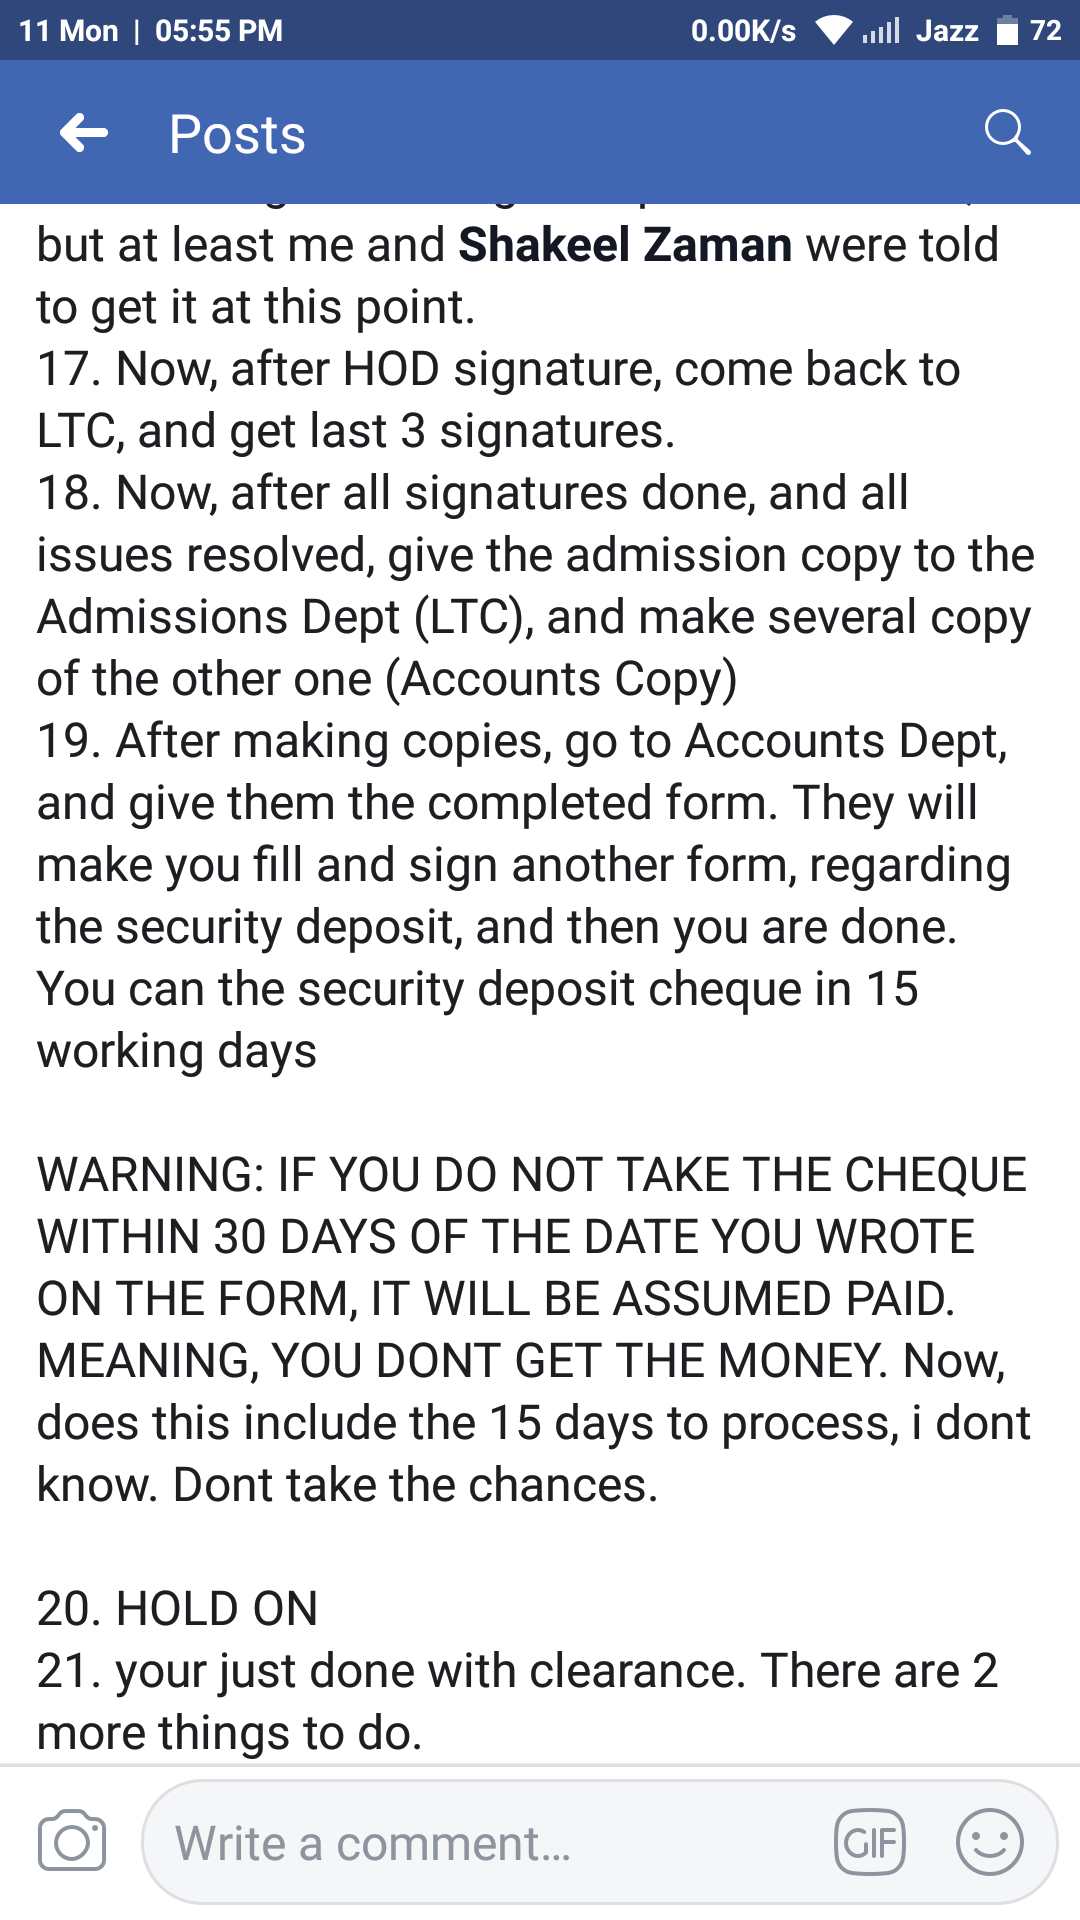 11 Mon | 05:55 PM 0.00K/s Jazz 72
Posts
but at least me and Shakeel Zaman were told
to get it at this point.
17. Now, after HOD signature, come back to
LTC, and get last 3 signatures.
18. Now, after all signatures done, and all
issues resolved, give the admission copy to the
Admissions Dept (LTC), and make several copy
of the other one (Accounts Copy)
19. After making copies, go to Accounts Dept,
and give them the completed form. They will
make you fill and sign another form, regarding
the security deposit, and then you are done.
You can the security deposit cheque in 15
working days
WARNING: IF YOU DO NOT TAKE THE CHEQUE
WITHIN 30 DAYS OF THE DATE YOU WROTE
ON THE FORM, IT WILL BE ASSUMED PAID.
MEANING, YOU DONT GET THE MONEY. Now,
does this include the 15 days to process, i dont
know. Dont take the chances.
20. HOLD ON
21. your just done with clearance. There are 2
more things to do.
Write a comment... GIF